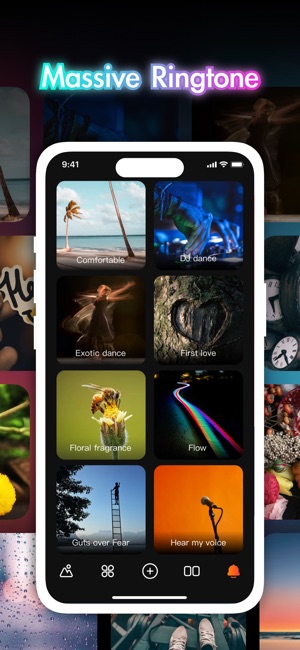 Massive Ringtone
9:41
Comfortable
DJ dance
Exotic dance
First love
Floral fragrance
Flow
Guts over Fear
Hear my voice